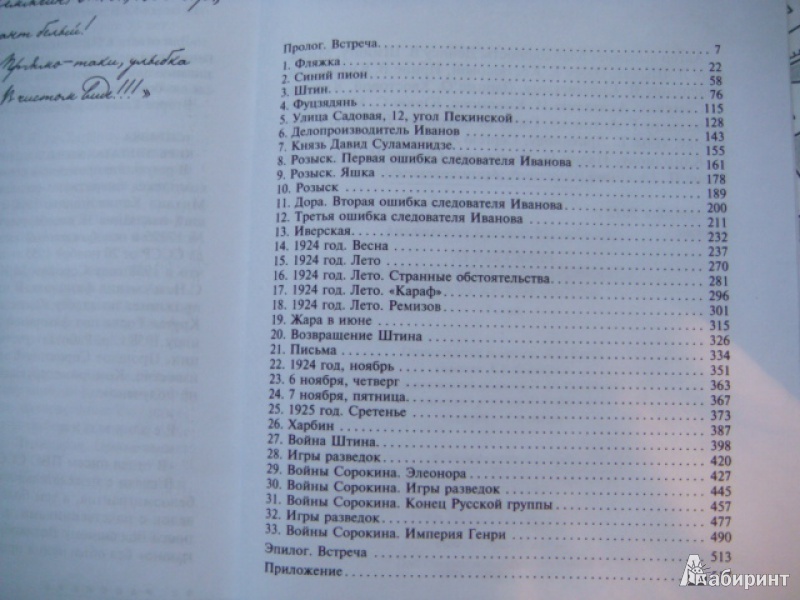 ант белый!
Прямо-таки, улыбка
в чистом виде!!!»
Пролог. Встреча. 7
1. Фляжка 22
2. Синий пион 58
3. Штин. 76
4. Фуцзядянь 115
5. Улица Садовая, 12, угол Пекинской 128
6. Делопроизводитель Иванов 143
7. Князь Давид Суламанидзе. 155
8. Розыск. Первая ошибка следователя Иванова 161
9. Розыск. Яшка 178
10. Розыск 189
11. Дора. Вторая ошибка следователя Иванова 200
12. Третья ошибка следователя Иванова 211
13. Иверская. 232
14. 1924 год. Весна 237
15. 1924 год. Лето 270
16. 1924 год. Лето. Странные обстоятельства. 281
17. 1924 год. Лето. «Караф» 296
18. 1924 год. Лето. Ремизов 301
19. Жара в июне 315
20. Возвращение Штина 326
21. Письма 334
22. 1924 год, ноябрь 351
23. 6 ноября, четверг 363
24. 7 ноября, пятница. 367
25. 1925 год. Сретенье 373
26. Харбин 387
27. Война Штина. 398
28. Игры разведок 420
29. Войны Сорокина. Элеонора 427
30. Войны Сорокина. Игры разведок 445
31. Войны Сорокина. Конец Русской группы 457
32. Игры разведок 477
33. Войны Сорокина. Империя Генри 490
Эпилог. Встреча 513
Приложение
Лабиринт